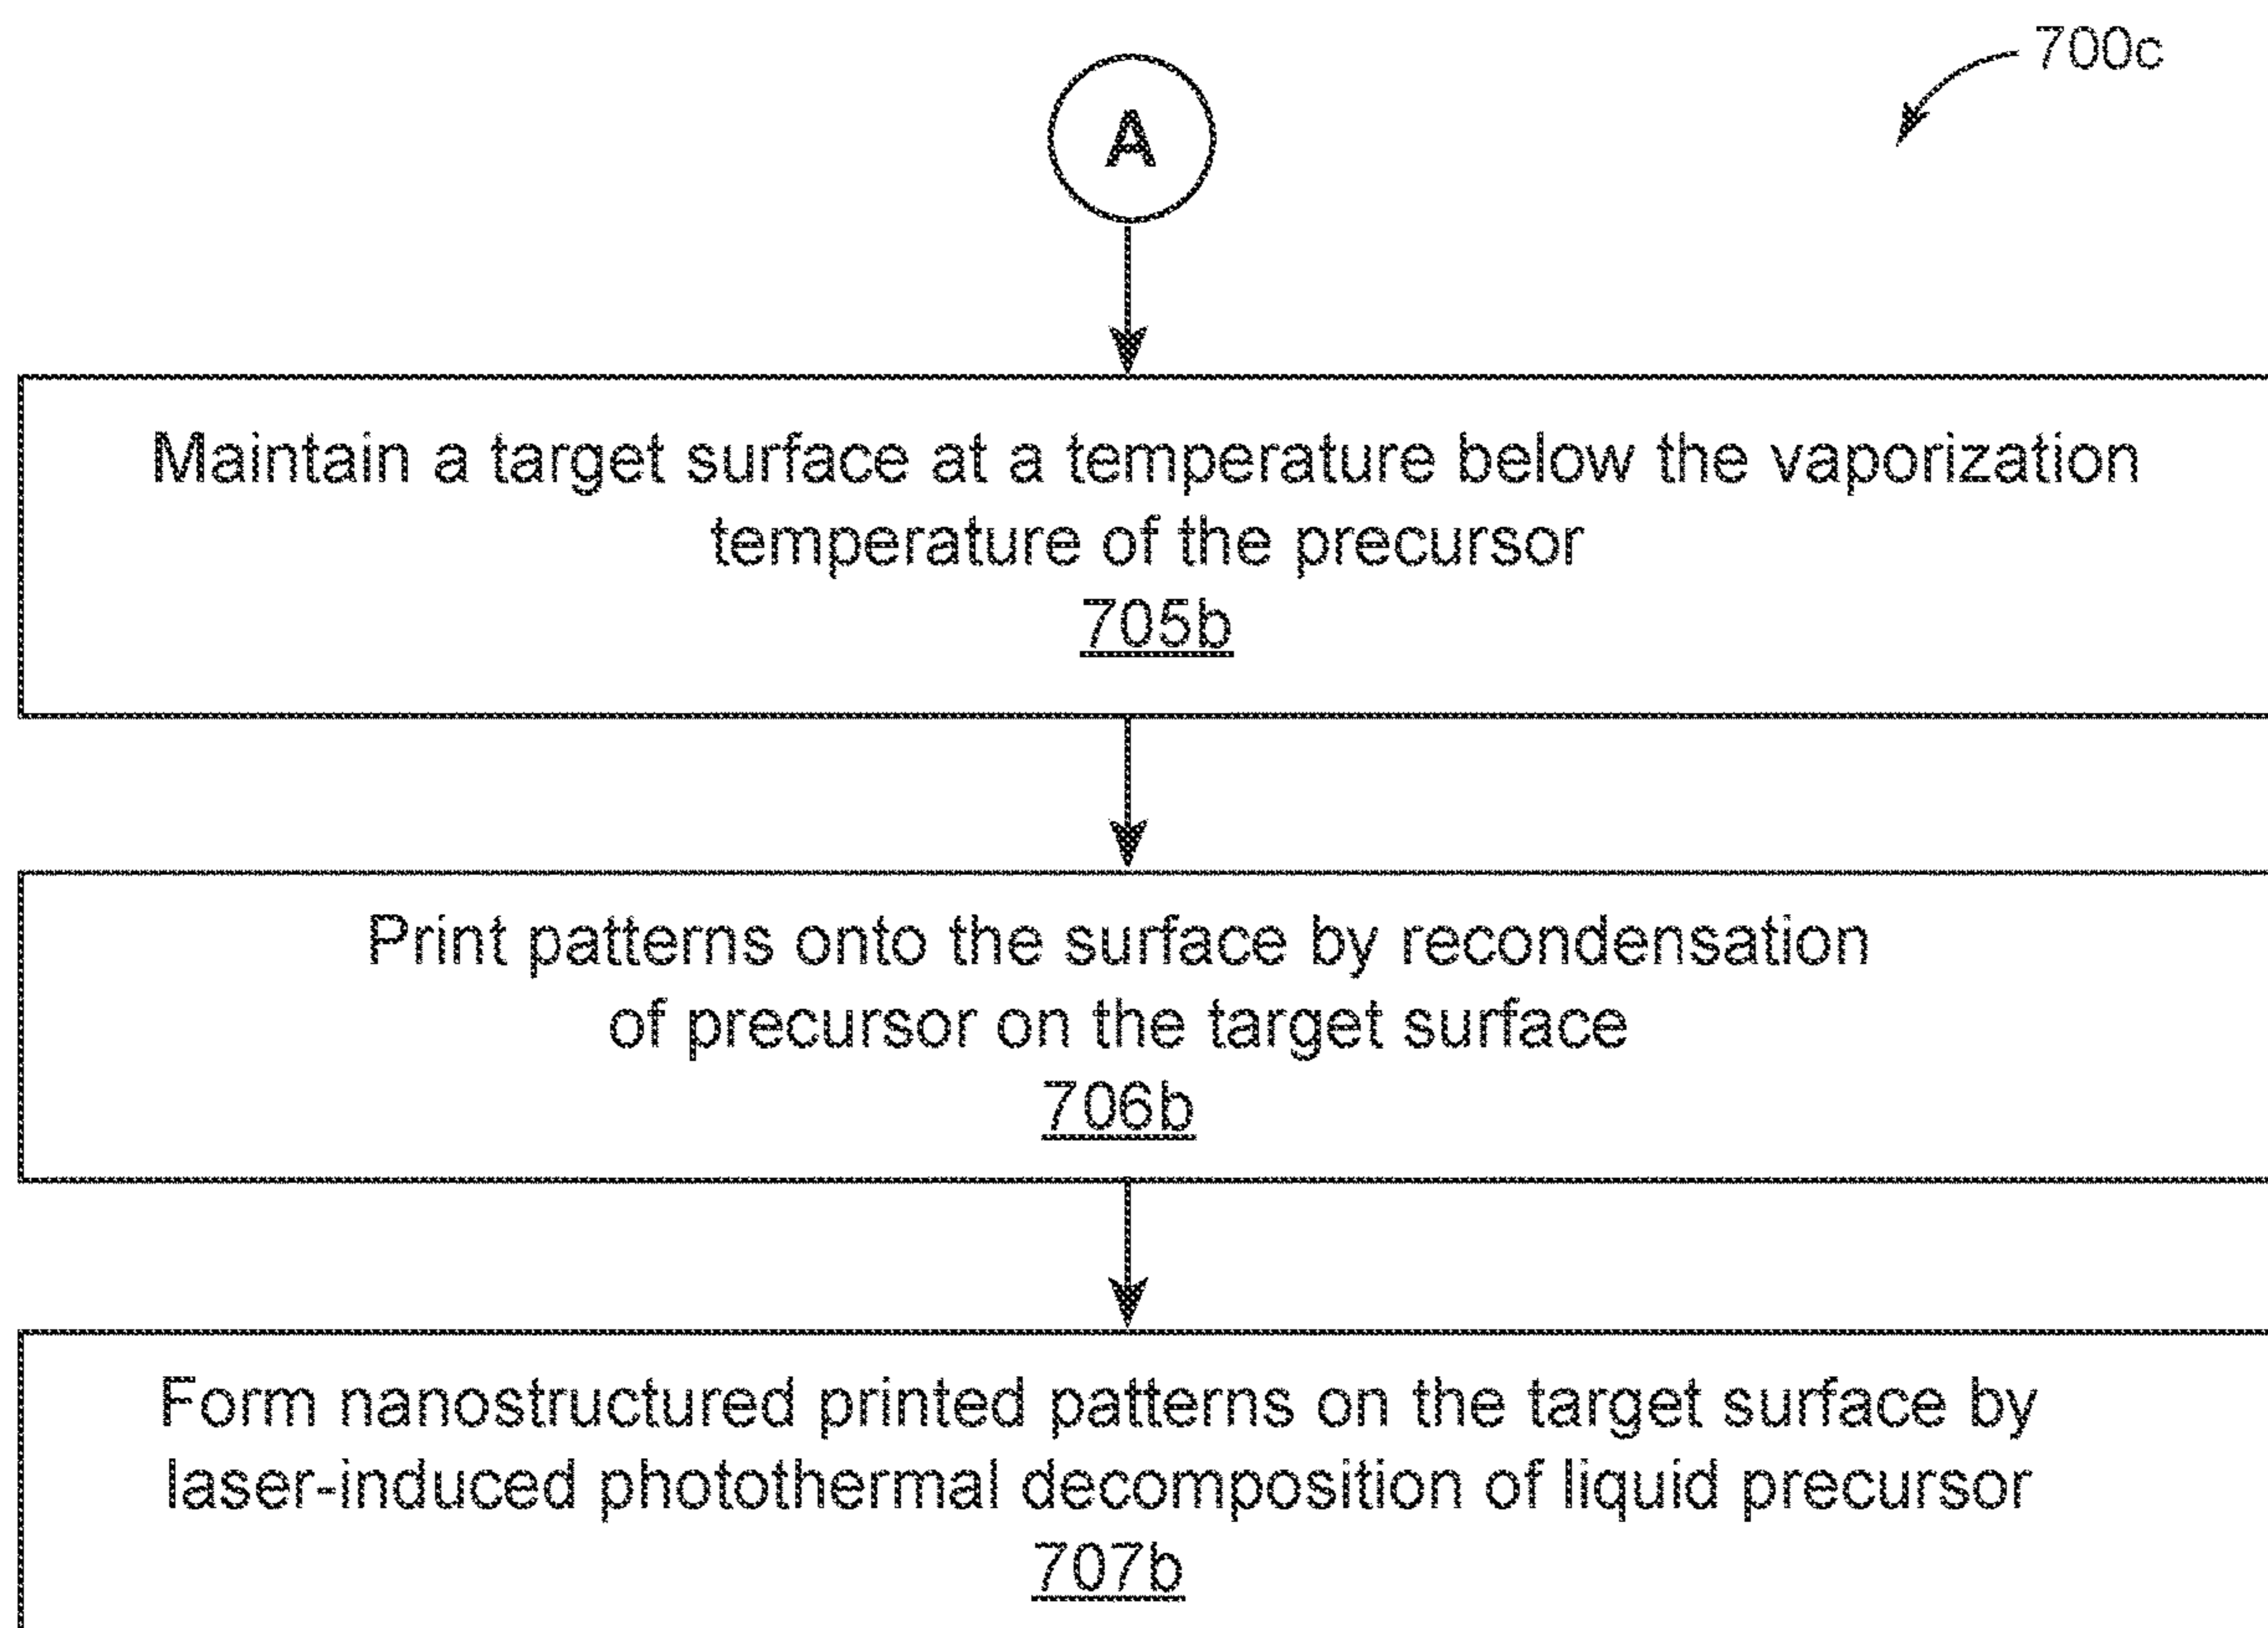 700c
A
Maintain a target surface at a temperature below the vaporization
temperature of the precursor
705b
Print patterns onto the surface by recondensation
of precursor on the target surface
706b
Form nanostructured printed patterns on the target surface by
laser-induced photothermal decomposition of liquid precursor
707b